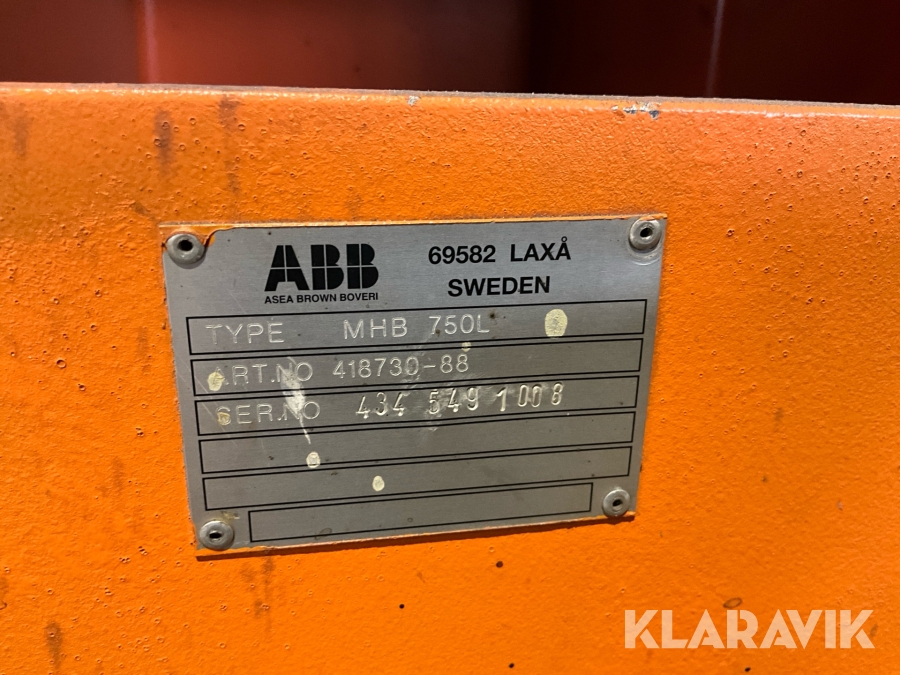 ABB
ASEA BROWN BOVERI
69582 LAXÅ
SWEDEN
TYPE MHB 750L
ART.NO 418730-88
SER.NO 434 549 1008
KLARAVIK